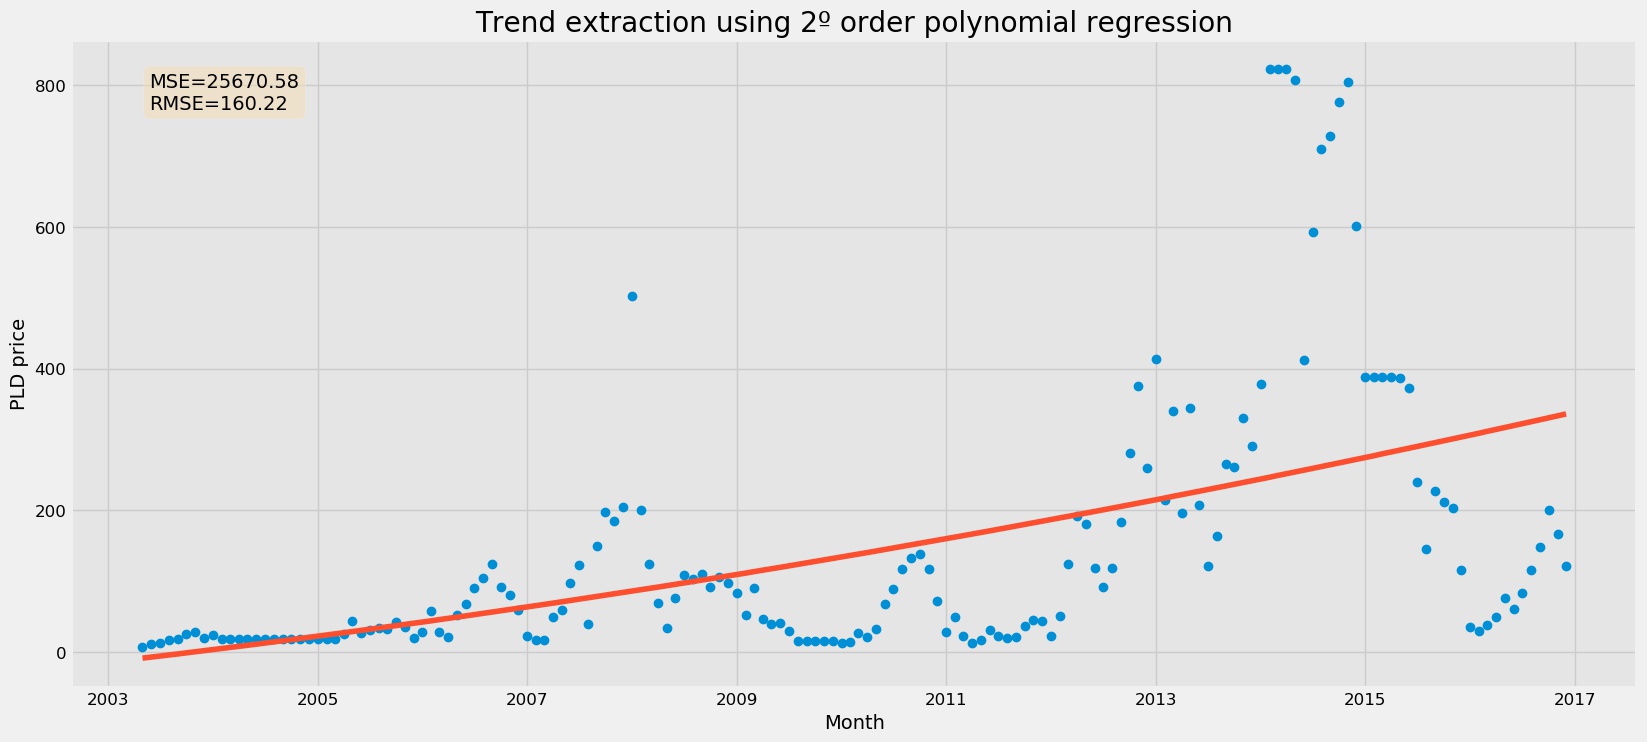 Trend extraction using 2º order polynomial regression
MSE=25670.58
RMSE=160.22
800
600
400
200
0
PLD price
2003 2005 2007 2009 2011 2013 2015 2017
Month